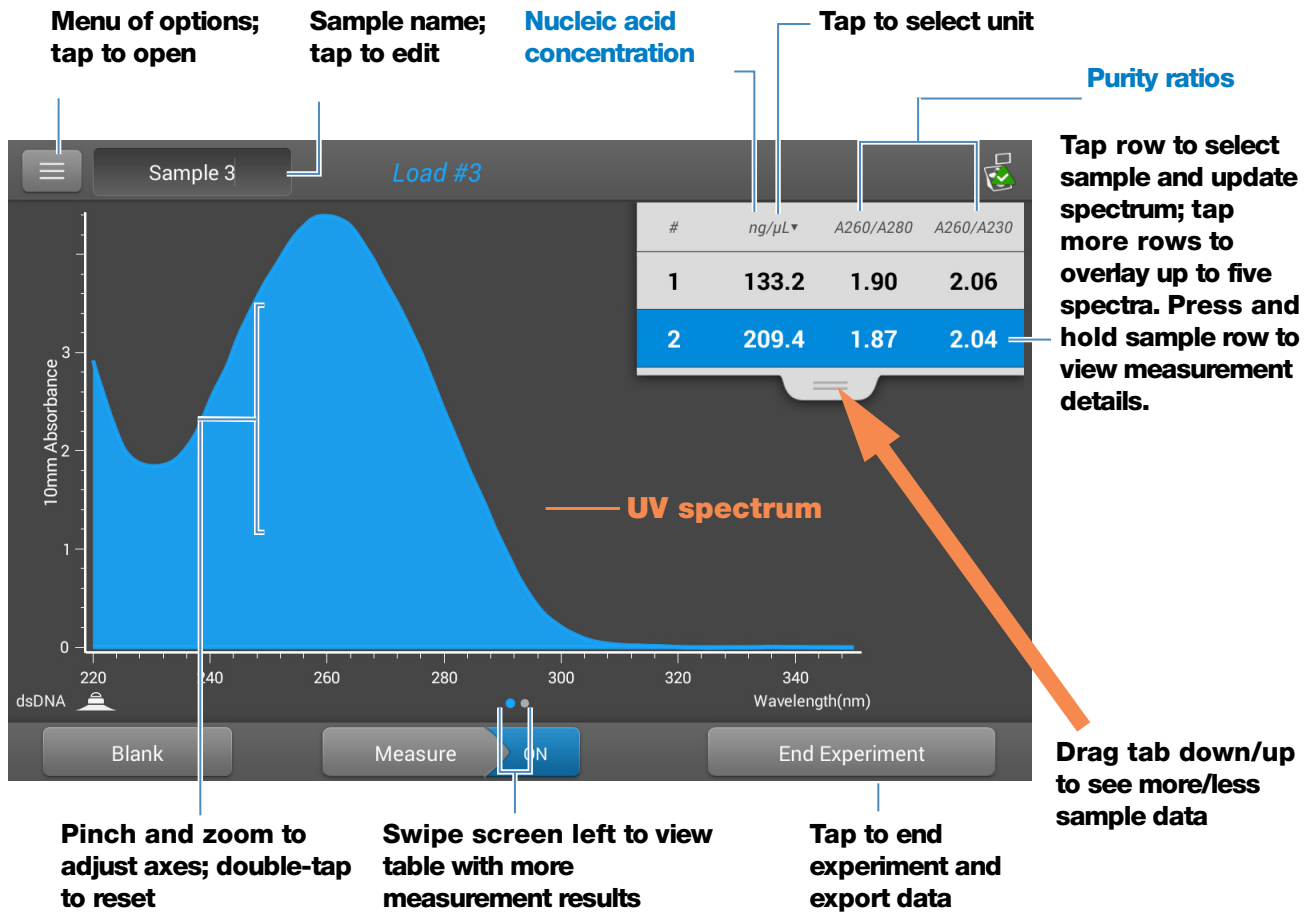 Menu of options;
tap to open
Sample name;
tap to edit
Nucleic acid
concentration
Tap to select unit
Purity ratios
Sample 3
Load #3
Tap row to select
sample and update
spectrum; tap
more rows to
overlay up to five
spectra. Press and
hold sample row to
view measurement
details.
# ng/µL▾ A260/A280 A260/A230
1 133.2 1.90 2.06
2 209.4 1.87 2.04
10mm Absorbance
3
2
1
0
UV spectrum
220 240 260 280 300 320 340
dsDNA
Wavelength(nm)
Blank
Measure
ON
End Experiment
Drag tab down/up
to see more/less
sample data
Pinch and zoom to
adjust axes; double-tap
to reset
Swipe screen left to view
table with more
measurement results
Tap to end
experiment and
export data